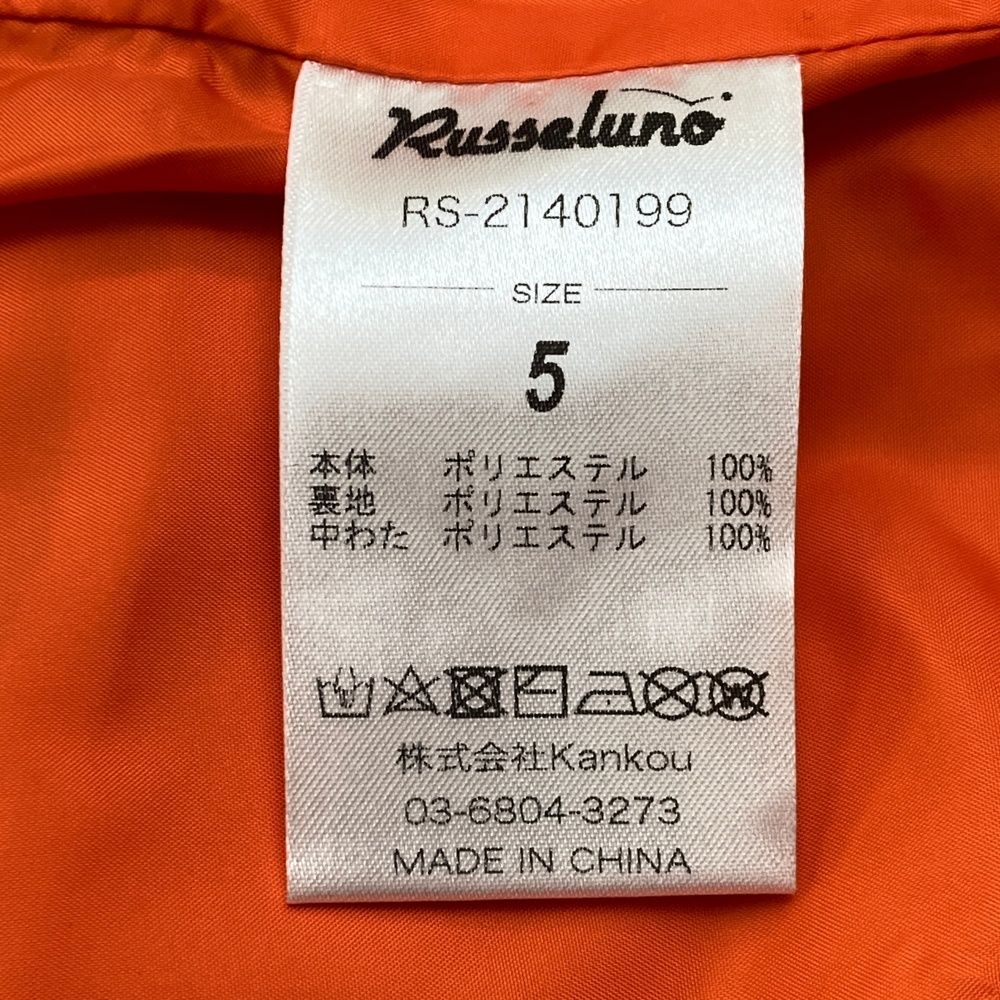 Russeluno
RS-2140199
SIZE
5
本体 ポリエステル 100%
裏地 ポリエステル 100%
中わた ポリエステル 100%
W
株式会社Kankou
03-6804-3273
MADE IN CHINA